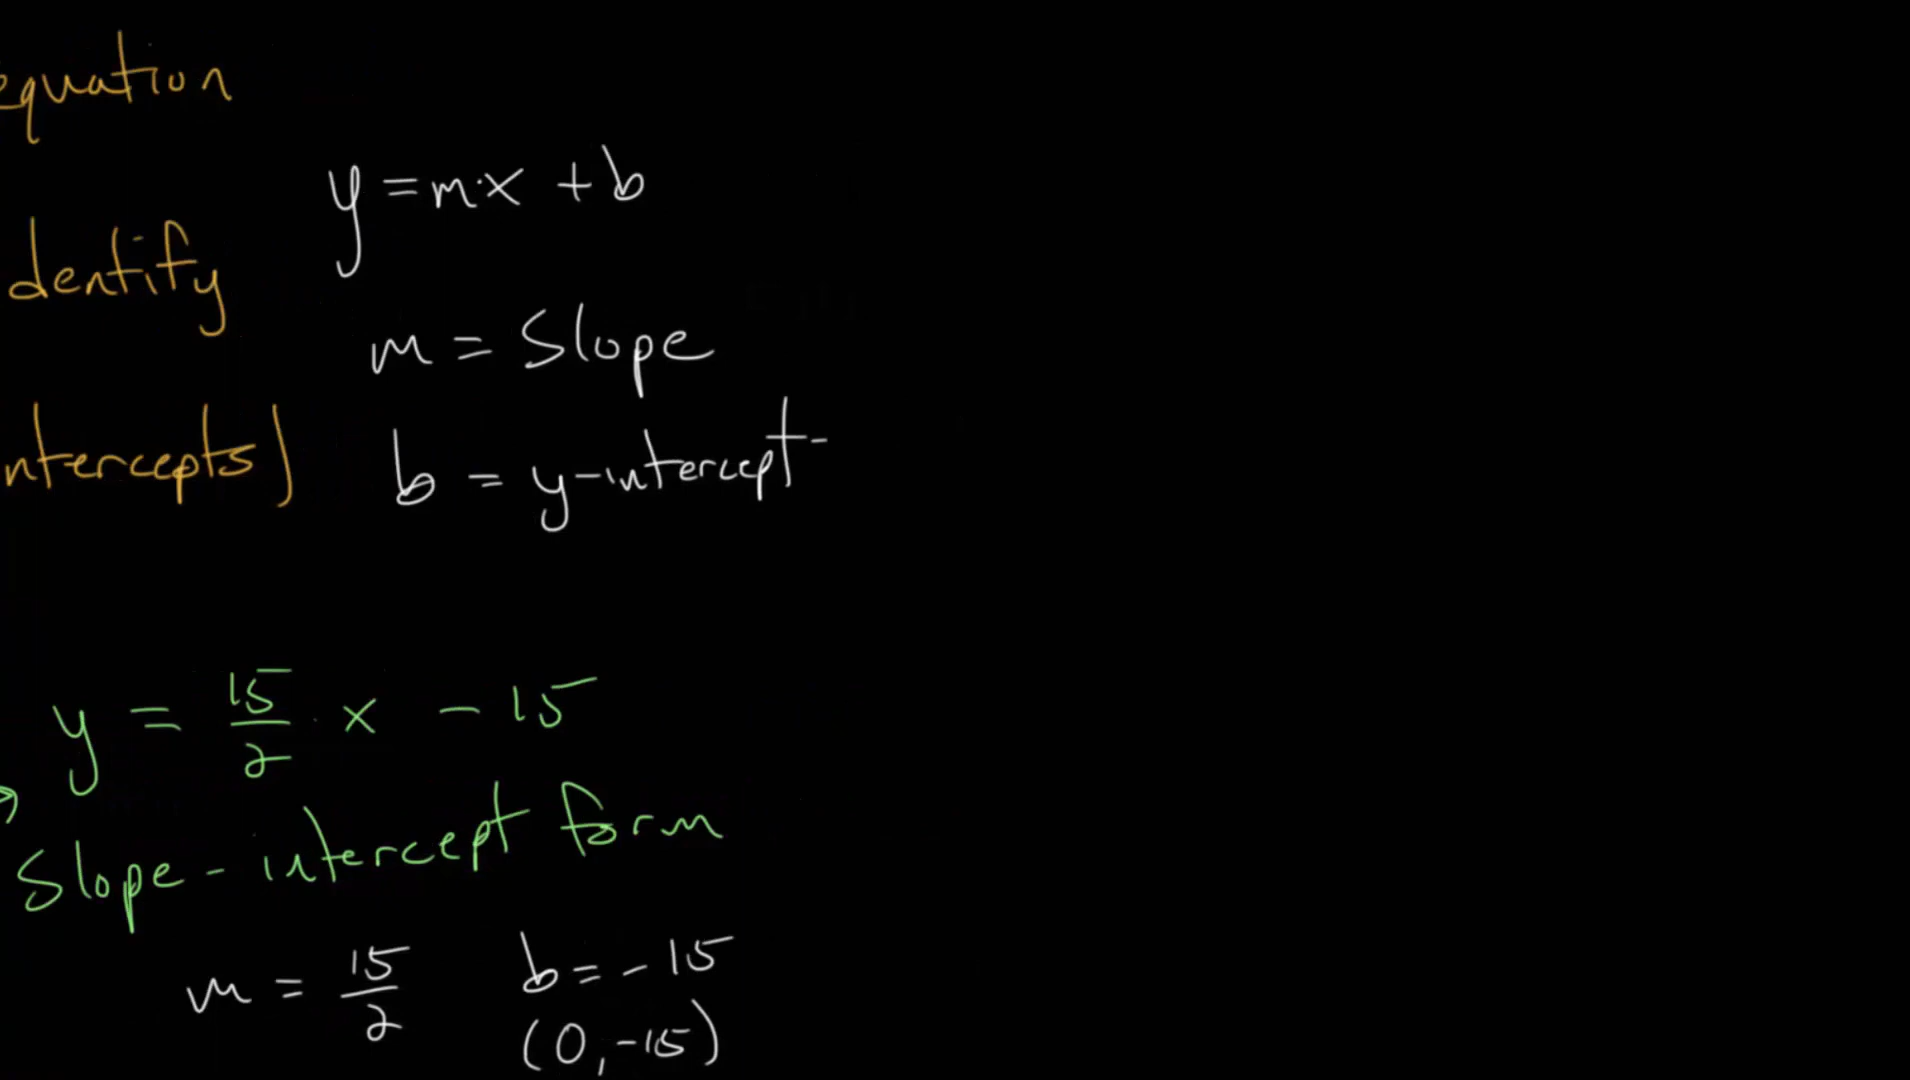 equation
y = m·x + b
dentify
m = slope
ntercepts)
b = y-intercept
y = 15/2 · x - 15
slope-intercept form
m = 15/2 b = -15
(0, -15)